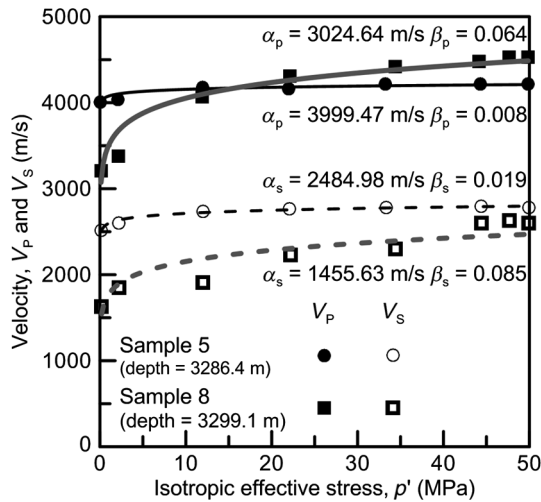 5000
4000
3000
2000
1000
0
Velocity, V_P and V_S (m/s)
α_p = 3024.64 m/s β_p = 0.064
α_p = 3999.47 m/s β_p = 0.008
α_s = 2484.98 m/s β_s = 0.019
α_s = 1455.63 m/s β_s = 0.085
V_P V_S
Sample 5
(depth = 3286.4 m)
Sample 8
(depth = 3299.1 m)
0 10 20 30 40 50
Isotropic effective stress, p' (MPa)